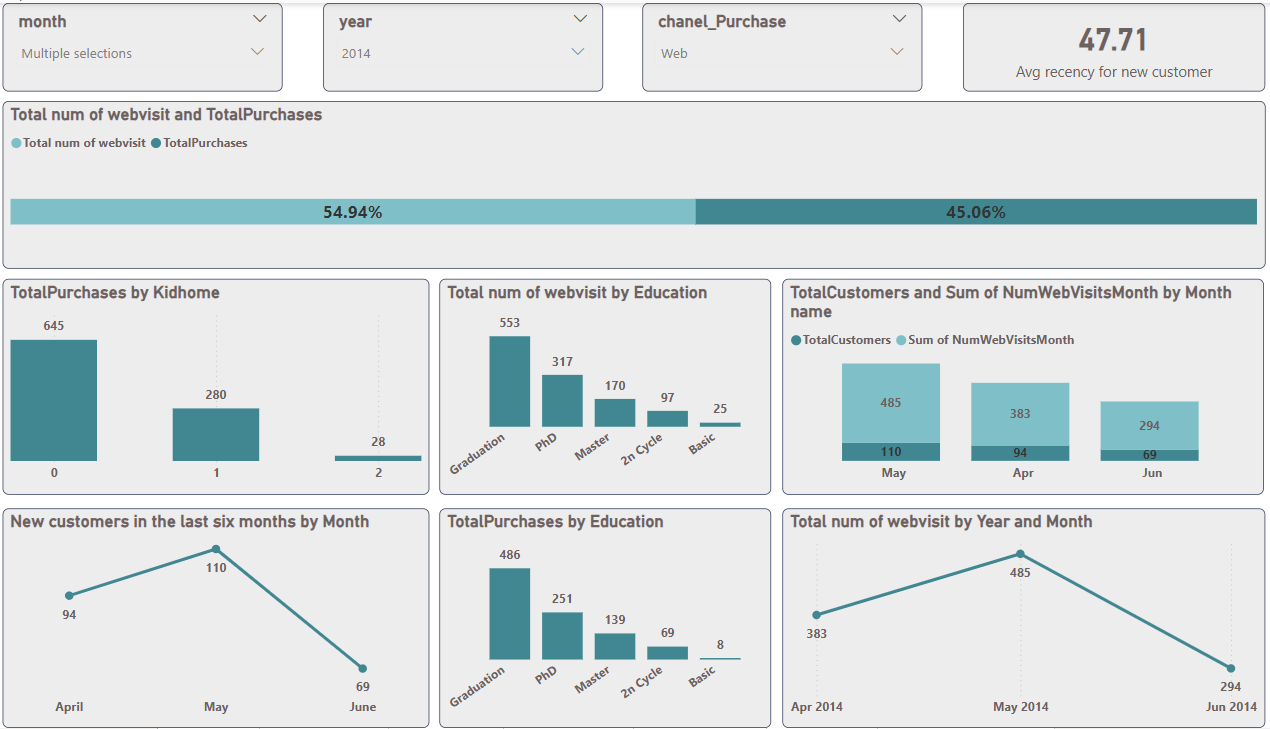 month
Multiple selections
year
2014
chanel_Purchase
Web
47.71
Avg recency for new customer
Total num of webvisit and TotalPurchases
Total num of webvisit TotalPurchases
54.94% 45.06%
TotalPurchases by Kidhome
645
280
28
0 1 2
Total num of webvisit by Education
553
317
170
97
25
Graduation PhD Master 2n Cycle Basic
TotalCustomers and Sum of NumWebVisitsMonth by Month
name
TotalCustomers Sum of NumWebVisitsMonth
485
383
294
110
94
69
May Apr Jun
New customers in the last six months by Month
94
110
69
April May June
TotalPurchases by Education
486
251
139
69
8
Graduation PhD Master 2n Cycle Basic
Total num of webvisit by Year and Month
383
485
294
Apr 2014 May 2014 Jun 2014